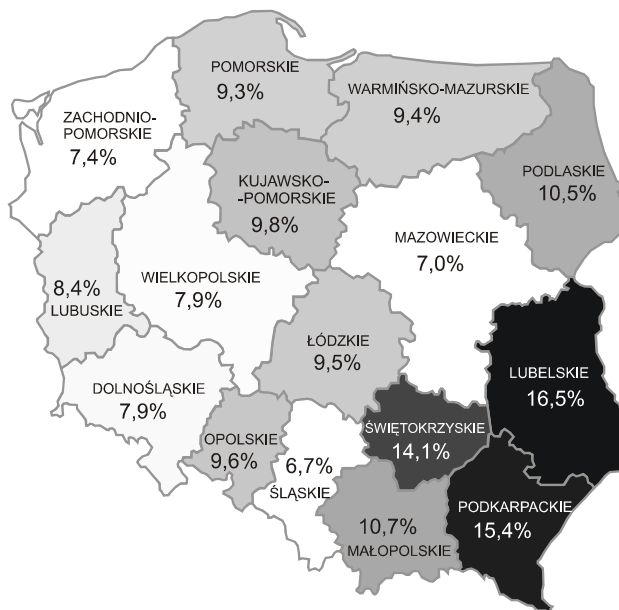 POMORSKIE
9,3%
WARMIŃSKO-MAZURSKIE
9,4%
ZACHODNIO-
POMORSKIE
7,4%
PODLASKIE
10,5%
KUJAWSKO-
-POMORSKIE
9,8%
MAZOWIECKIE
7,0%
WIELKOPOLSKIE
7,9%
8,4%
LUBUSKIE
ŁÓDZKIE
9,5%
LUBELSKIE
16,5%
DOLNOŚLĄSKIE
7,9%
ŚWIĘTOKRZYSKIE
14,1%
OPOLSKIE
9,6%
6,7%
ŚLĄSKIE
PODKARPACKIE
15,4%
10,7%
MAŁOPOLSKIE